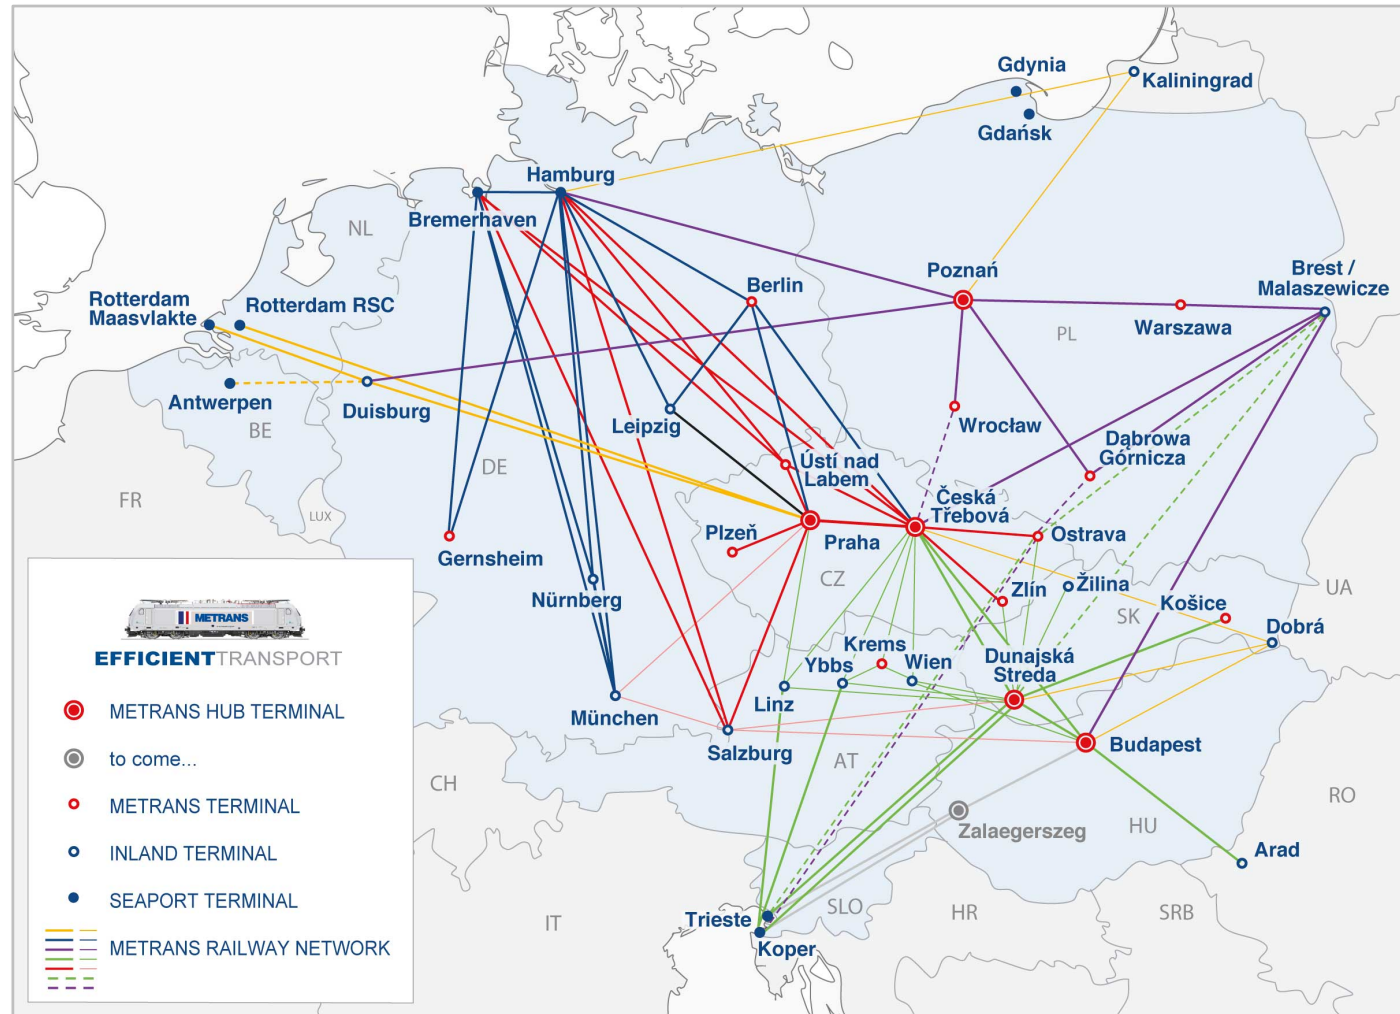 Gdynia
Kaliningrad
Gdańsk
Hamburg
Bremerhaven
NL
Poznań
Brest /
Malaszewicze
Berlin
Rotterdam
Maasvlakte
Rotterdam RSC
Warszawa
PL
Antwerpen
Duisburg
BE
Leipzig
Wrocław
Dąbrowa
Górnicza
DE
Ústí nad
Labem
FR
LUX
Česká
Třebová
Plzeň
Praha
Ostrava
Gernsheim
CZ
Nürnberg
Zlín
Žilina
UA
Košice
SK
Dobrá
Krems
Ybbs
Wien
Dunajská
Streda
Linz
München
Salzburg
Budapest
AT
CH
RO
Zalaegerszeg
HU
Arad
Trieste
SLO
HR
SRB
IT
Koper
METRANS
EFFICIENTTRANSPORT
METRANS HUB TERMINAL
to come...
METRANS TERMINAL
INLAND TERMINAL
SEAPORT TERMINAL
METRANS RAILWAY NETWORK